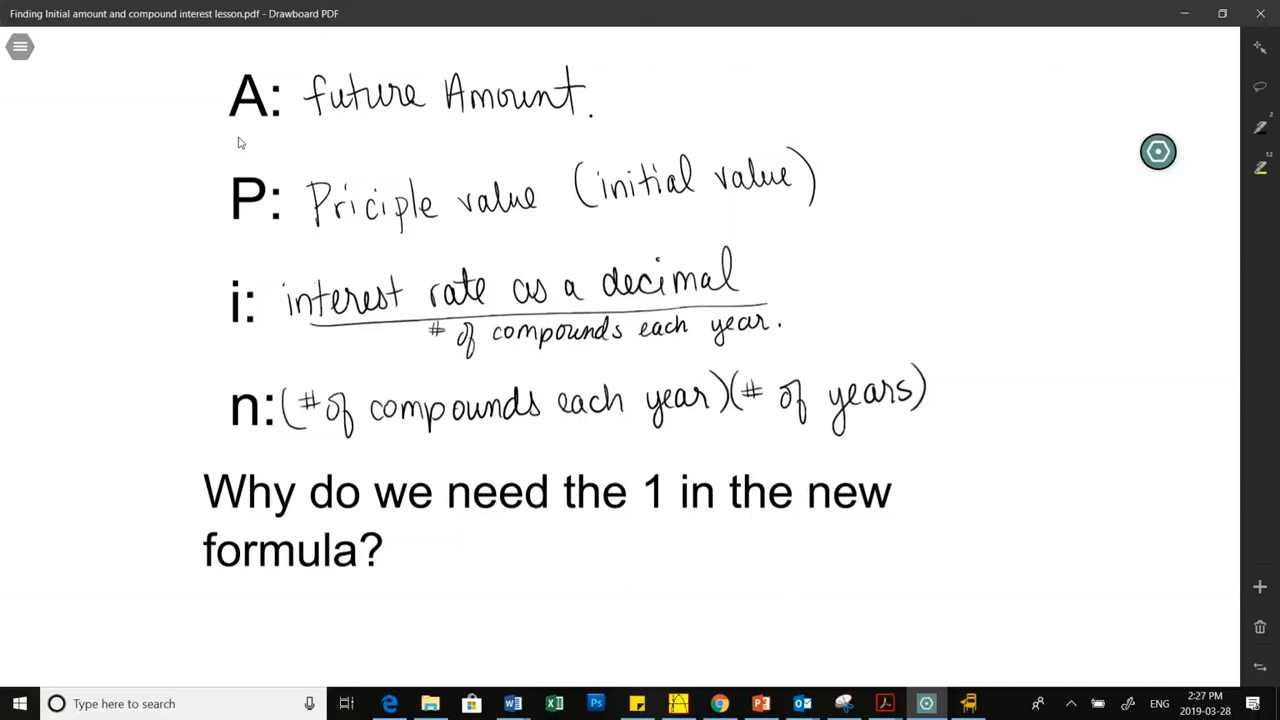 Finding Initial amount and compound interest lesson.pdf - Drawboard PDF
A: future Amount.
P: Priciple value (initial value)
i: interest rate as a decimal
# of compounds each year.
n: (# of compounds each year)(# of years)
Why do we need the 1 in the new
formula?
2
12
Type here to search
ENG
2:27 PM
2019-03-28